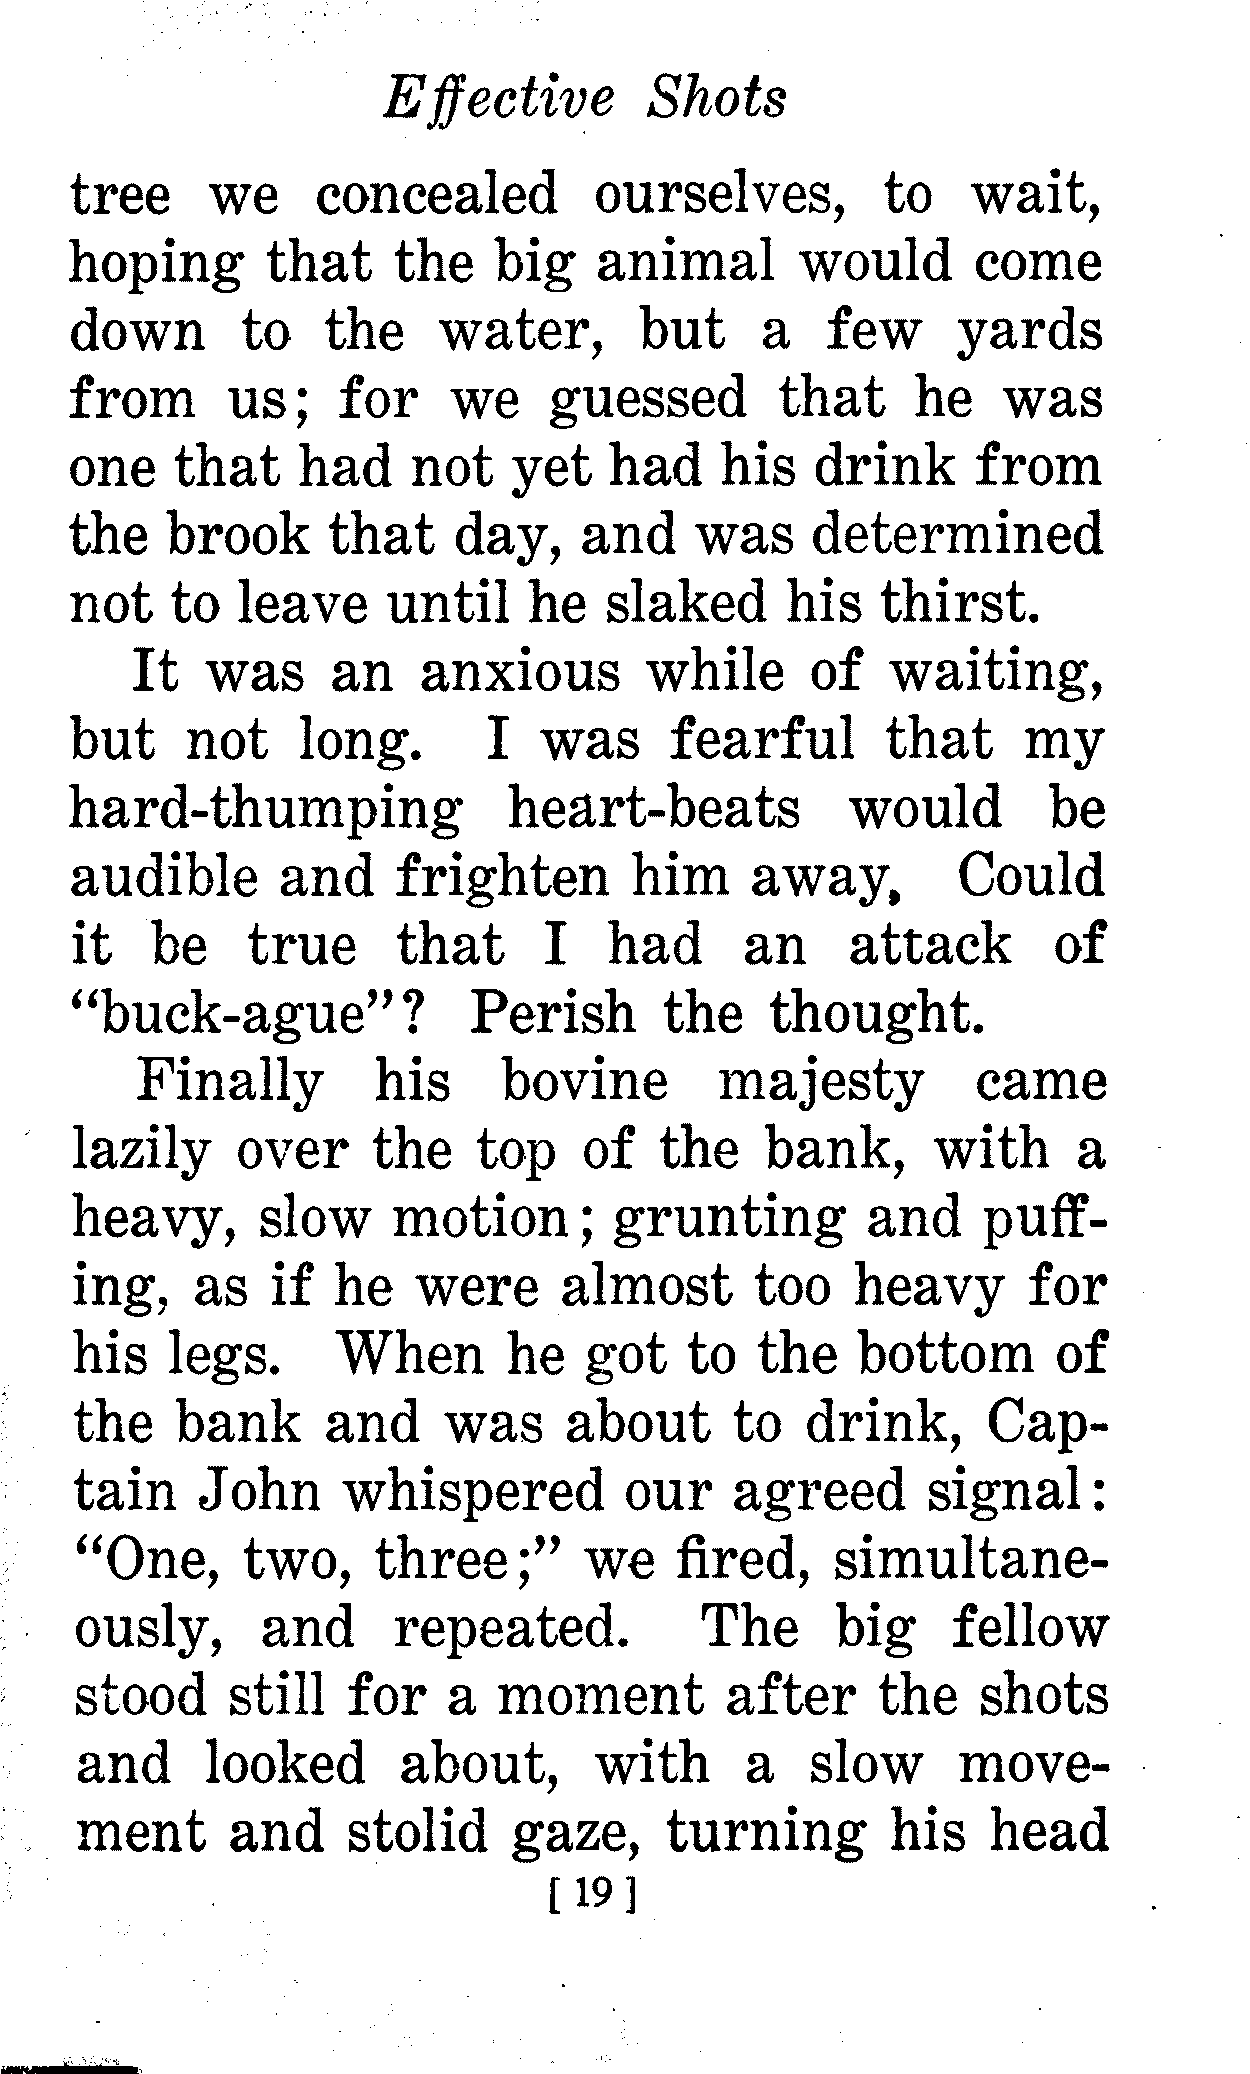 Effective Shots
tree we concealed ourselves, to wait,
hoping that the big animal would come
down to the water, but a few yards
from us; for we guessed that he was
one that had not yet had his drink from
the brook that day, and was determined
not to leave until he slaked his thirst.
It was an anxious while of waiting,
but not long. I was fearful that my
hard-thumping heart-beats would be
audible and frighten him away. Could
it be true that I had an attack of
“buck-ague”? Perish the thought.
Finally his bovine majesty came
lazily over the top of the bank, with a
heavy, slow motion; grunting and puff-
ing, as if he were almost too heavy for
his legs. When he got to the bottom of
the bank and was about to drink, Cap-
tain John whispered our agreed signal:
“One, two, three;” we fired, simultane-
ously, and repeated. The big fellow
stood still for a moment after the shots
and looked about, with a slow move-
ment and stolid gaze, turning his head
[ 19 ]